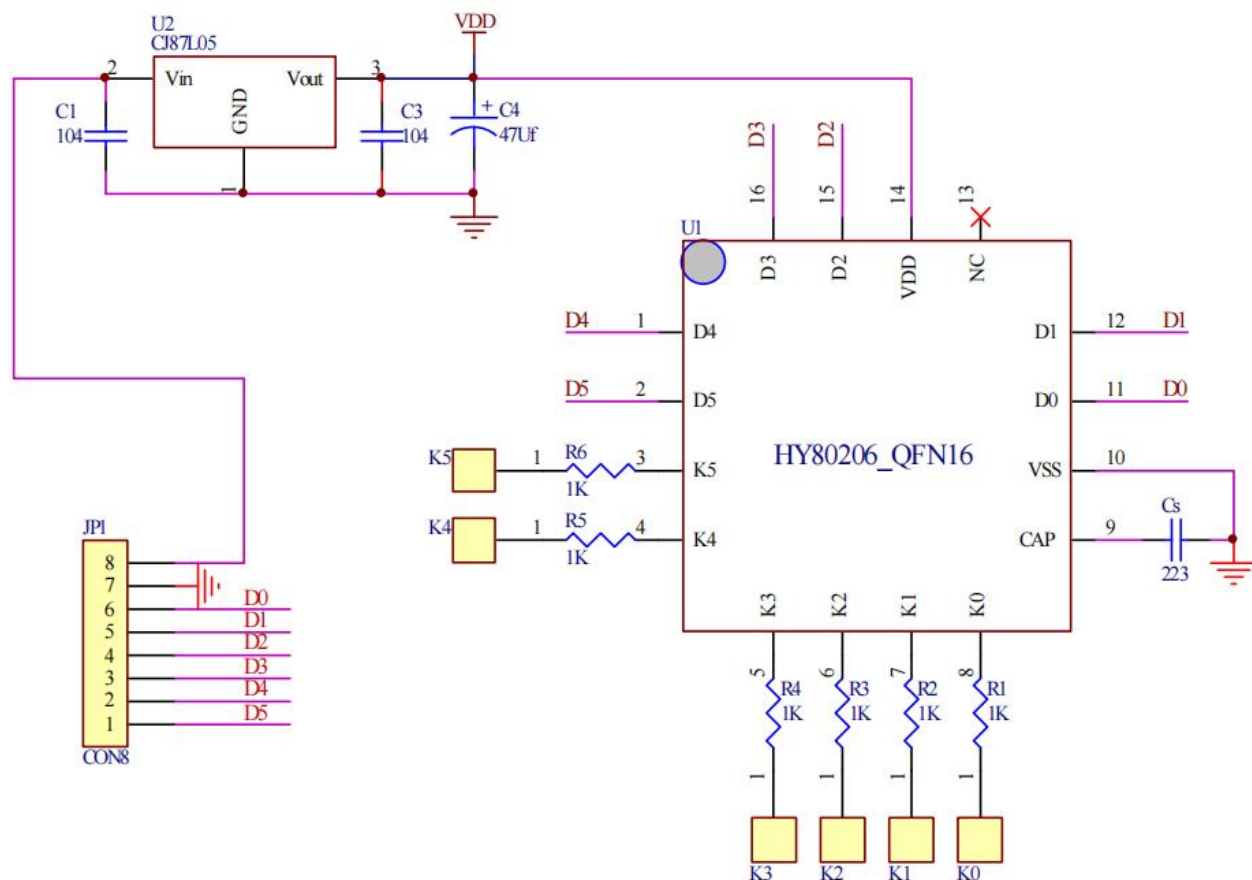 VDD
U2
CJ87L05
2
Vin
Vout
3
GND
1
C1
104
C3
104
+
C4
47Uf
D3
D2
16
15
14
13
U1
D3
D2
VDD
NC
D4
1
D4
D1
12
D1
D5
2
D5
D0
11
D0
HY80206_QFN16
K5
1
R6
1K
3
K5
VSS
10
K4
1
R5
1K
4
K4
CAP
9
Cs
223
K3
K2
K1
K0
5
6
7
8
R4
1K
R3
1K
R2
1K
R1
1K
1
1
1
1
K3
K2
K1
K0
JP1
8
7
6
D0
5
D1
4
D2
3
D3
2
D4
1
D5
CON8